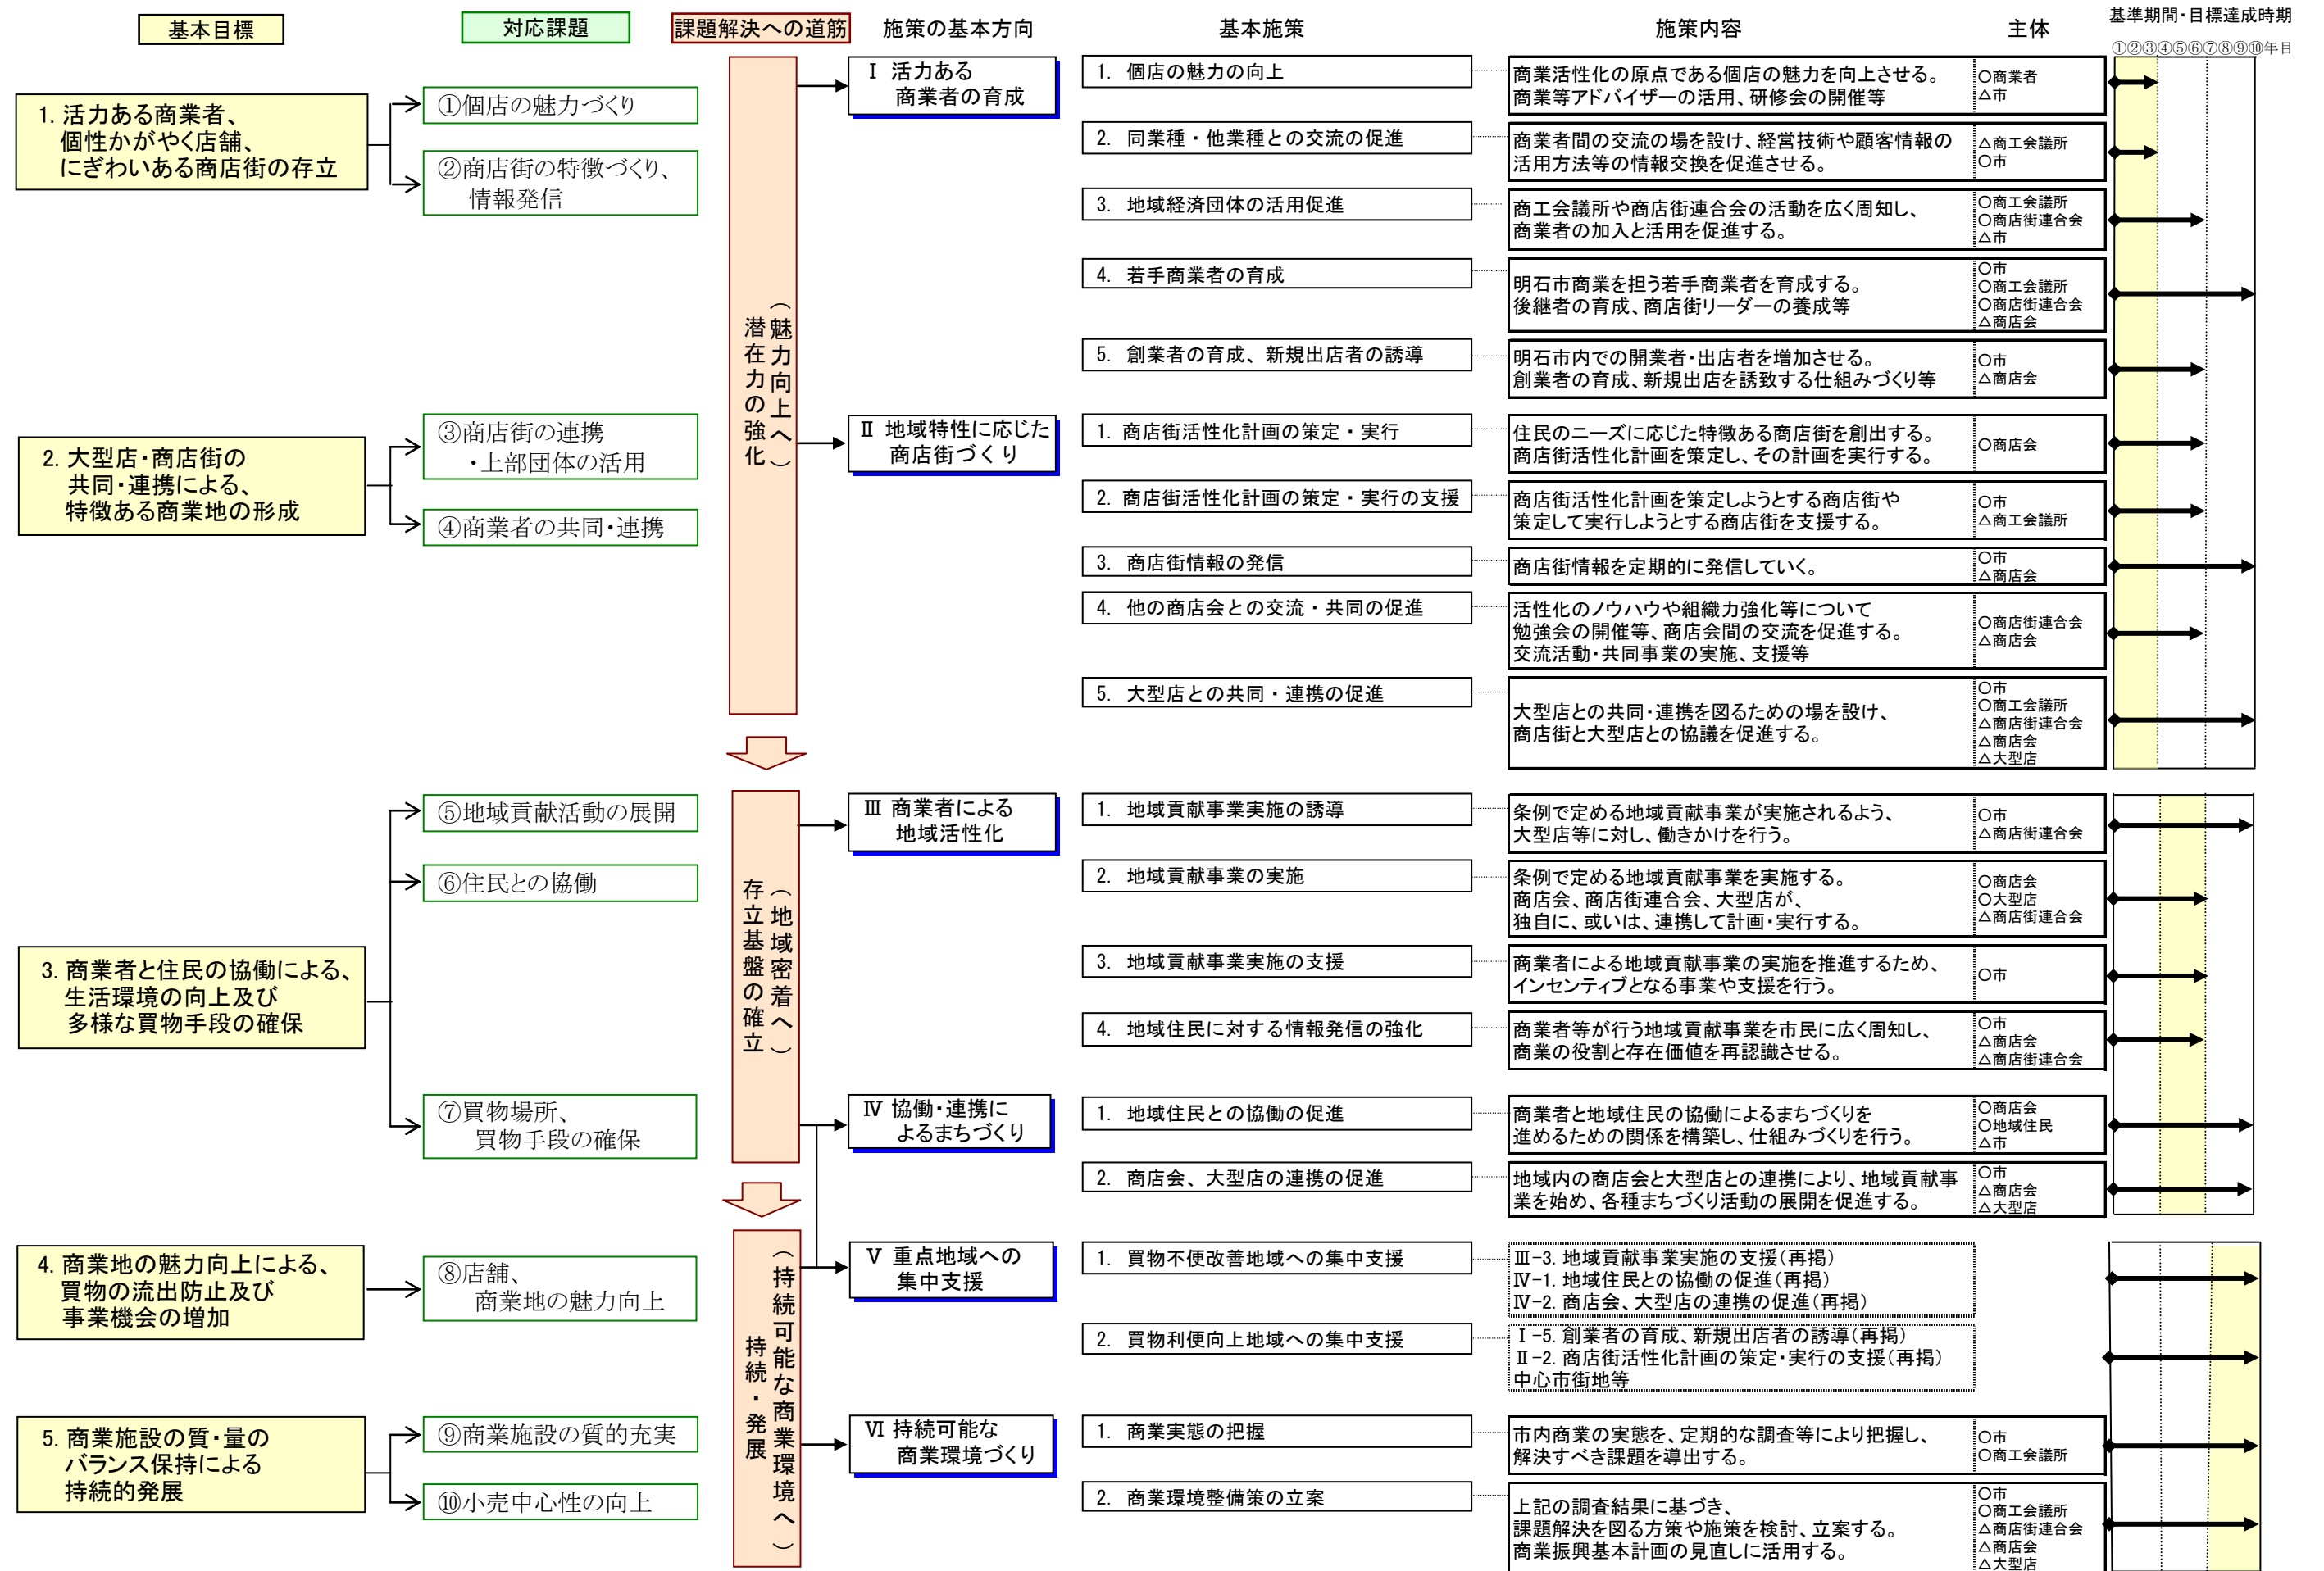 基本目標
対応課題
課題解決への道筋
施策の基本方向
基本施策
施策内容
主体
基準期間・目標達成時期
①②③④⑤⑥⑦⑧⑨⑩年目
1. 活力ある商業者、
個性かがやく店舗、
にぎわいある商店街の存立
①個店の魅力づくり
②商店街の特徴づくり、
情報発信
2. 大型店・商店街の
共同・連携による、
特徴ある商業地の形成
③商店街の連携
・上部団体の活用
④商業者の共同・連携
3. 商業者と住民の協働による、
生活環境の向上及び
多様な買物手段の確保
⑤地域貢献活動の展開
⑥住民との協働
⑦買物場所、
買物手段の確保
4. 商業地の魅力向上による、
買物の流出防止及び
事業機会の増加
⑧店舗、
商業地の魅力向上
5. 商業施設の質・量の
バランス保持による
持続的発展
⑨商業施設の質的充実
⑩小売中心性の向上
（魅力向上へ）
潜在力の強化
（地域密着へ）
存立基盤の確立
（持続可能な商業環境へ）
持続・発展
Ⅰ 活力ある
商業者の育成
1. 個店の魅力の向上
商業活性化の原点である個店の魅力を向上させる。
商業等アドバイザーの活用、研修会の開催等
○商業者
△市
2. 同業種・他業種との交流の促進
商業者間の交流の場を設け、経営技術や顧客情報の
活用方法等の情報交換を促進させる。
△商工会議所
○市
3. 地域経済団体の活用促進
商工会議所や商店街連合会の活動を広く周知し、
商業者の加入と活用を促進する。
○商工会議所
○商店街連合会
△市
4. 若手商業者の育成
明石市商業を担う若手商業者を育成する。
後継者の育成、商店街リーダーの養成等
○市
○商工会議所
○商店街連合会
△商店会
5. 創業者の育成、新規出店者の誘導
明石市内での開業者・出店者を増加させる。
創業者の育成、新規出店を誘致する仕組みづくり等
○市
△商店会
Ⅱ 地域特性に応じた
商店街づくり
1. 商店街活性化計画の策定・実行
住民のニーズに応じた特徴ある商店街を創出する。
商店街活性化計画を策定し、その計画を実行する。
○商店会
2. 商店街活性化計画の策定・実行の支援
商店街活性化計画を策定しようとする商店街や
策定して実行しようとする商店街を支援する。
○市
△商工会議所
3. 商店街情報の発信
商店街情報を定期的に発信していく。
○市
△商店会
4. 他の商店会との交流・共同の促進
活性化のノウハウや組織力強化等について
勉強会の開催等、商店会間の交流を促進する。
交流活動・共同事業の実施、支援等
○商店街連合会
△商店会
5. 大型店との共同・連携の促進
大型店との共同・連携を図るための場を設け、
商店街と大型店との協議を促進する。
○市
○商工会議所
△商店街連合会
△商店会
△大型店
Ⅲ 商業者による
地域活性化
1. 地域貢献事業実施の誘導
条例で定める地域貢献事業が実施されるよう、
大型店等に対し、働きかけを行う。
○市
△商店街連合会
2. 地域貢献事業の実施
条例で定める地域貢献事業を実施する。
商店会、商店街連合会、大型店が、
独自に、或いは、連携して計画・実行する。
○商店会
○大型店
△商店街連合会
3. 地域貢献事業実施の支援
商業者による地域貢献事業の実施を推進するため、
インセンティブとなる事業や支援を行う。
○市
4. 地域住民に対する情報発信の強化
商業者等が行う地域貢献事業を市民に広く周知し、
商業の役割と存在価値を再認識させる。
○市
△商店会
△商店街連合会
Ⅳ 協働・連携に
よるまちづくり
1. 地域住民との協働の促進
商業者と地域住民の協働によるまちづくりを
進めるための関係を構築し、仕組みづくりを行う。
○商店会
○地域住民
△市
2. 商店会、大型店の連携の促進
地域内の商店会と大型店との連携により、地域貢献事
業を始め、各種まちづくり活動の展開を促進する。
○市
△商店会
△大型店
Ⅴ 重点地域への
集中支援
1. 買物不便改善地域への集中支援
Ⅲ-3. 地域貢献事業実施の支援(再掲)
Ⅳ-1. 地域住民との協働の促進(再掲)
Ⅳ-2. 商店会、大型店の連携の促進(再掲)
2. 買物利便向上地域への集中支援
Ⅰ-5. 創業者の育成、新規出店者の誘導(再掲)
Ⅱ-2. 商店街活性化計画の策定・実行の支援(再掲)
中心市街地等
Ⅵ 持続可能な
商業環境づくり
1. 商業実態の把握
市内商業の実態を、定期的な調査等により把握し、
解決すべき課題を導出する。
○市
○商工会議所
2. 商業環境整備策の立案
上記の調査結果に基づき、
課題解決を図る方策や施策を検討、立案する。
商業振興基本計画の見直しに活用する。
○市
○商工会議所
△商店街連合会
△商店会
△大型店